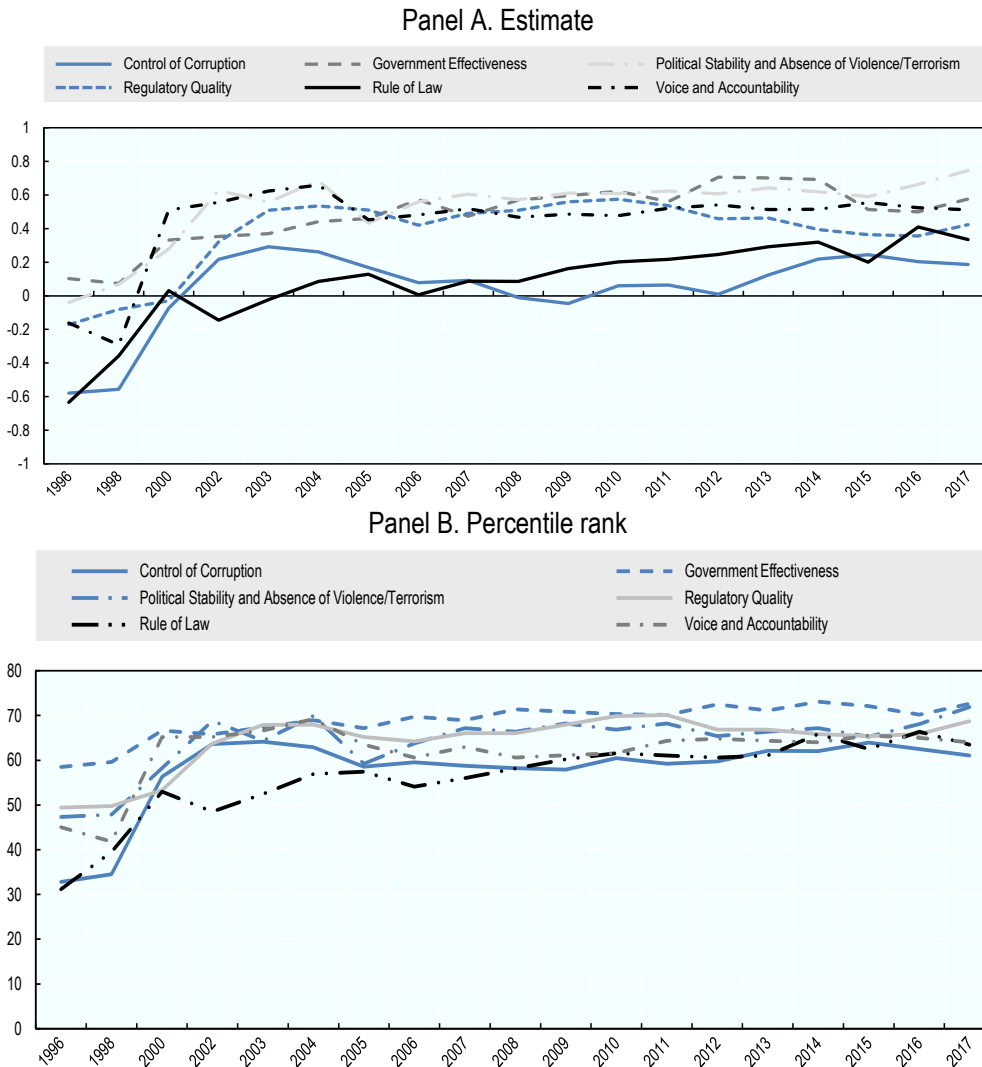 Panel A. Estimate
Control of Corruption Government Effectiveness Political Stability and Absence of Violence/Terrorism
Regulatory Quality Rule of Law Voice and Accountability
1
0.8
0.6
0.4
0.2
0
-0.2
-0.4
-0.6
-0.8
-1
1996 1998 2000 2002 2003 2004 2005 2006 2007 2008 2009 2010 2011 2012 2013 2014 2015 2016 2017
Panel B. Percentile rank
Control of Corruption Government Effectiveness
Political Stability and Absence of Violence/Terrorism Regulatory Quality
Rule of Law Voice and Accountability
80
70
60
50
40
30
20
10
0
1996 1998 2000 2002 2003 2004 2005 2006 2007 2008 2009 2010 2011 2012 2013 2014 2015 2016 2017